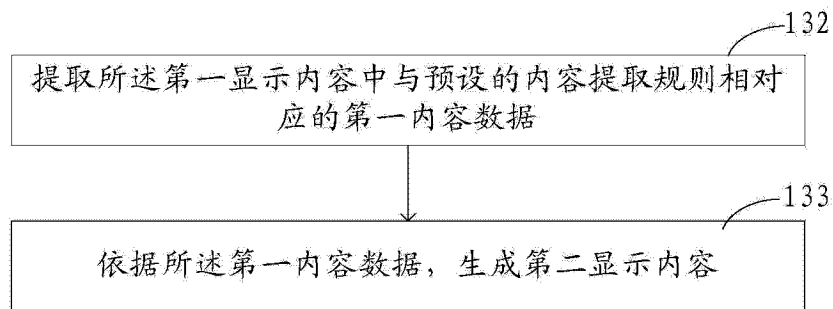 132
提取所述第一显示内容中与预设的内容提取规则相对
应的第一内容数据
133
依据所述第一内容数据，生成第二显示内容